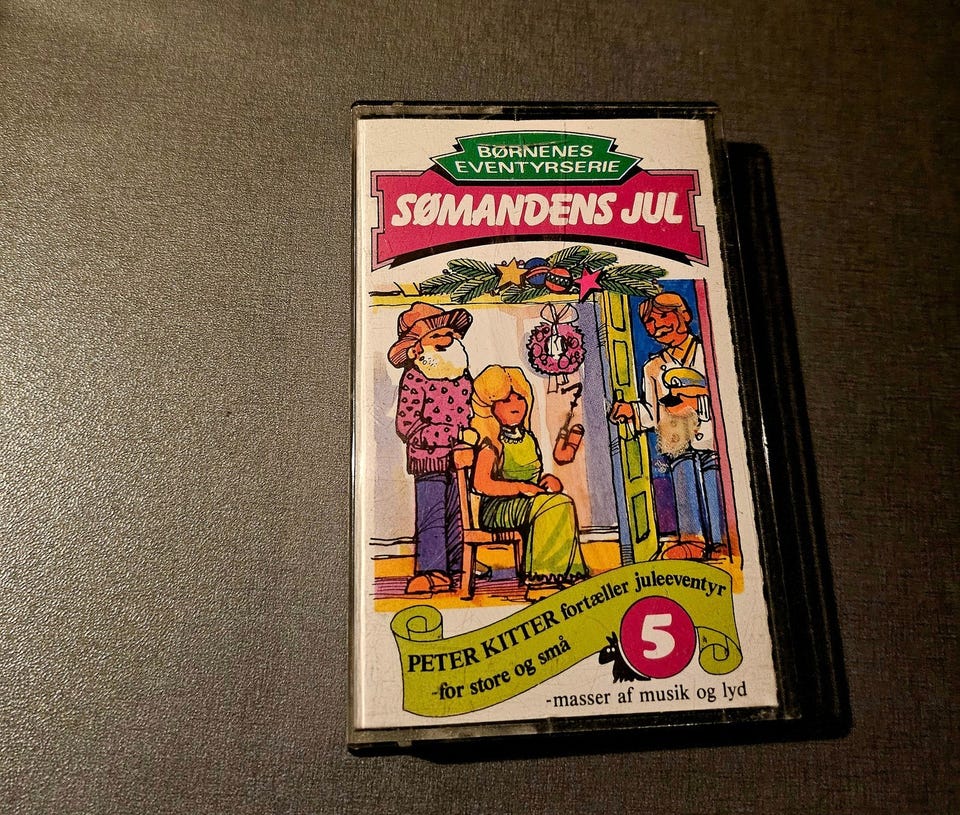 BØRNENES
EVENTYRSERIE
SØMANDENS JUL
PETER KITTER fortæller juleeventyr
-for store og små
5
-masser af musik og lyd